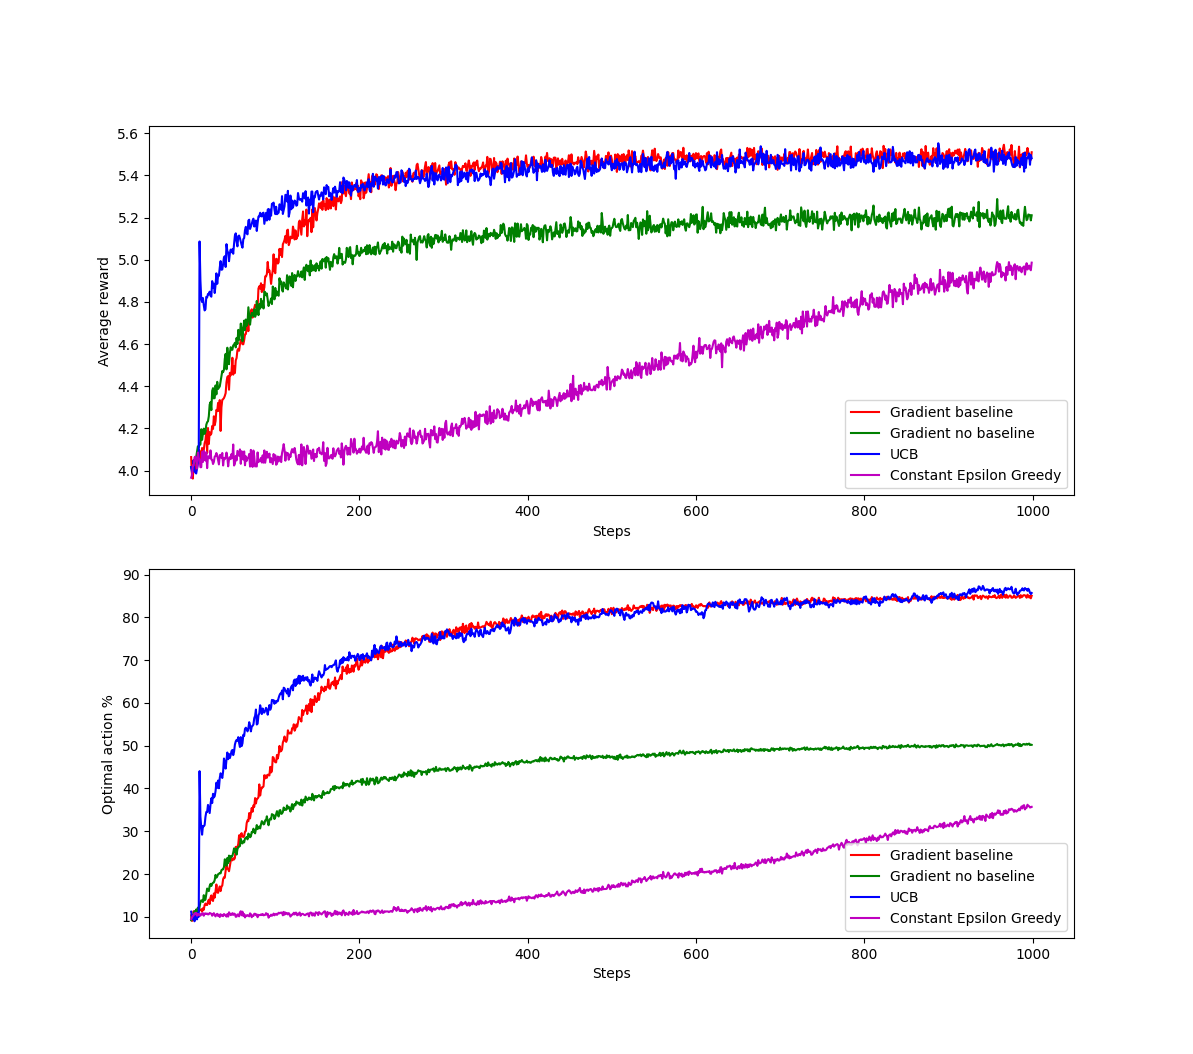 5.6
5.4
5.2
5.0
4.8
4.6
4.4
4.2
4.0
Average reward
Gradient baseline
Gradient no baseline
UCB
Constant Epsilon Greedy
0 200 400 600 800 1000
Steps
90
80
70
60
50
40
30
20
10
Optimal action %
Gradient baseline
Gradient no baseline
UCB
Constant Epsilon Greedy
0 200 400 600 800 1000
Steps